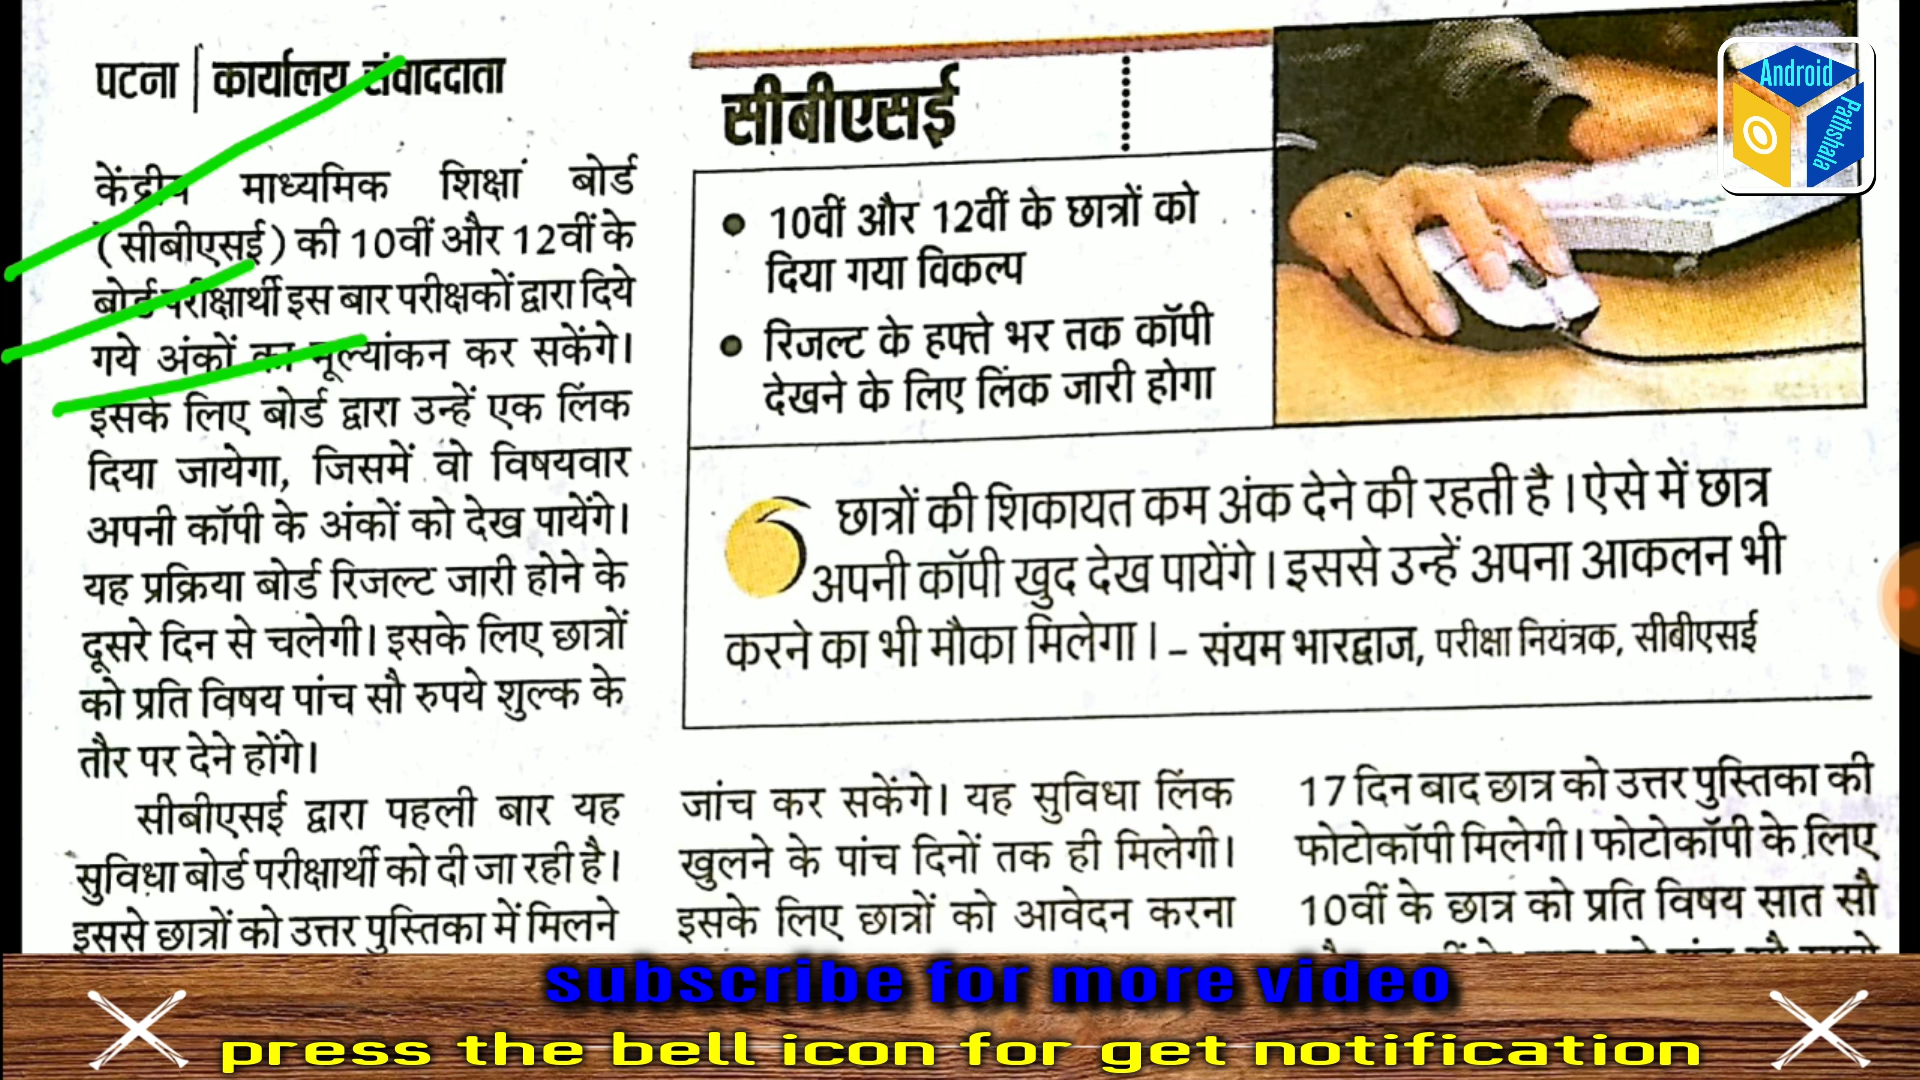 पटना | कार्यालय संवाददाता
केंद्रीय माध्यमिक शिक्षां बोर्ड
(सीबीएसई) की 10वीं और 12वीं के
बोर्ड परीक्षार्थी इस बार परीक्षकों द्वारा दिये
गये अंकों का मूल्यांकन कर सकेंगे।
इसके लिए बोर्ड द्वारा उन्हें एक लिंक
दिया जायेगा, जिसमें वो विषयवार
अपनी कॉपी के अंकों को देख पायेंगे।
यह प्रक्रिया बोर्ड रिजल्ट जारी होने के
दूसरे दिन से चलेगी। इसके लिए छात्रों
को प्रति विषय पांच सौ रुपये शुल्क के
तौर पर देने होंगे।
सीबीएसई द्वारा पहली बार यह
सुविधा बोर्ड परीक्षार्थी को दी जा रही है।
इससे छात्रों को उत्तर पुस्तिका में मिलने
सीबीएसई
● 10वीं और 12वीं के छात्रों को
दिया गया विकल्प
● रिजल्ट के हफ्ते भर तक कॉपी
देखने के लिए लिंक जारी होगा
छात्रों की शिकायत कम अंक देने की रहती है। ऐसे में छात्र
अपनी कॉपी खुद देख पायेंगे। इससे उन्हें अपना आकलन भी
करने का भी मौका मिलेगा। – संयम भारद्वाज, परीक्षा नियंत्रक, सीबीएसई
जांच कर सकेंगे। यह सुविधा लिंक
खुलने के पांच दिनों तक ही मिलेगी।
इसके लिए छात्रों को आवेदन करना
17 दिन बाद छात्र को उत्तर पुस्तिका की
फोटोकॉपी मिलेगी। फोटोकॉपी के लिए
10वीं के छात्र को प्रति विषय सात सौ
Android
Pathshala
subscribe for more video
press the bell icon for get notification